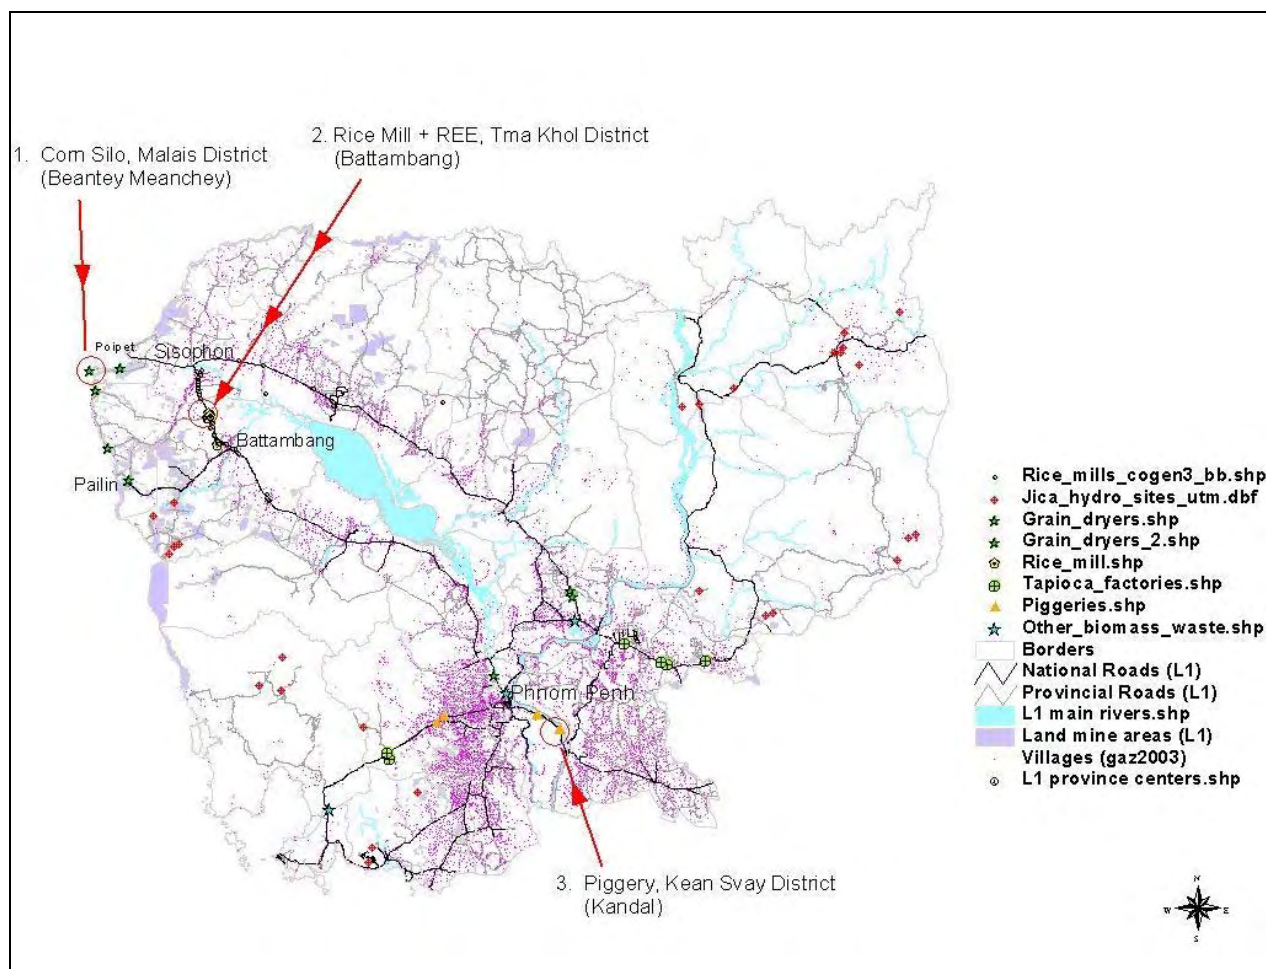 2. Rice Mill + REE, Tma Khol District
(Battambang)
1. Corn Silo, Malais District
(Beantey Meanchey)
Poipet
Sisophon
Battambang
Pailin
Phnom Penh
3. Piggery, Kean Svay District
(Kandal)
Rice_mills_cogen3_bb.shp
Jica_hydro_sites_utm.dbf
Grain_dryers.shp
Grain_dryers_2.shp
Rice_mill.shp
Tapioca_factories.shp
Piggeries.shp
Other_biomass_waste.shp
Borders
National Roads (L1)
Provincial Roads (L1)
L1 main rivers.shp
Land mine areas (L1)
Villages (gaz2003)
L1 province centers.shp
N
W E
S